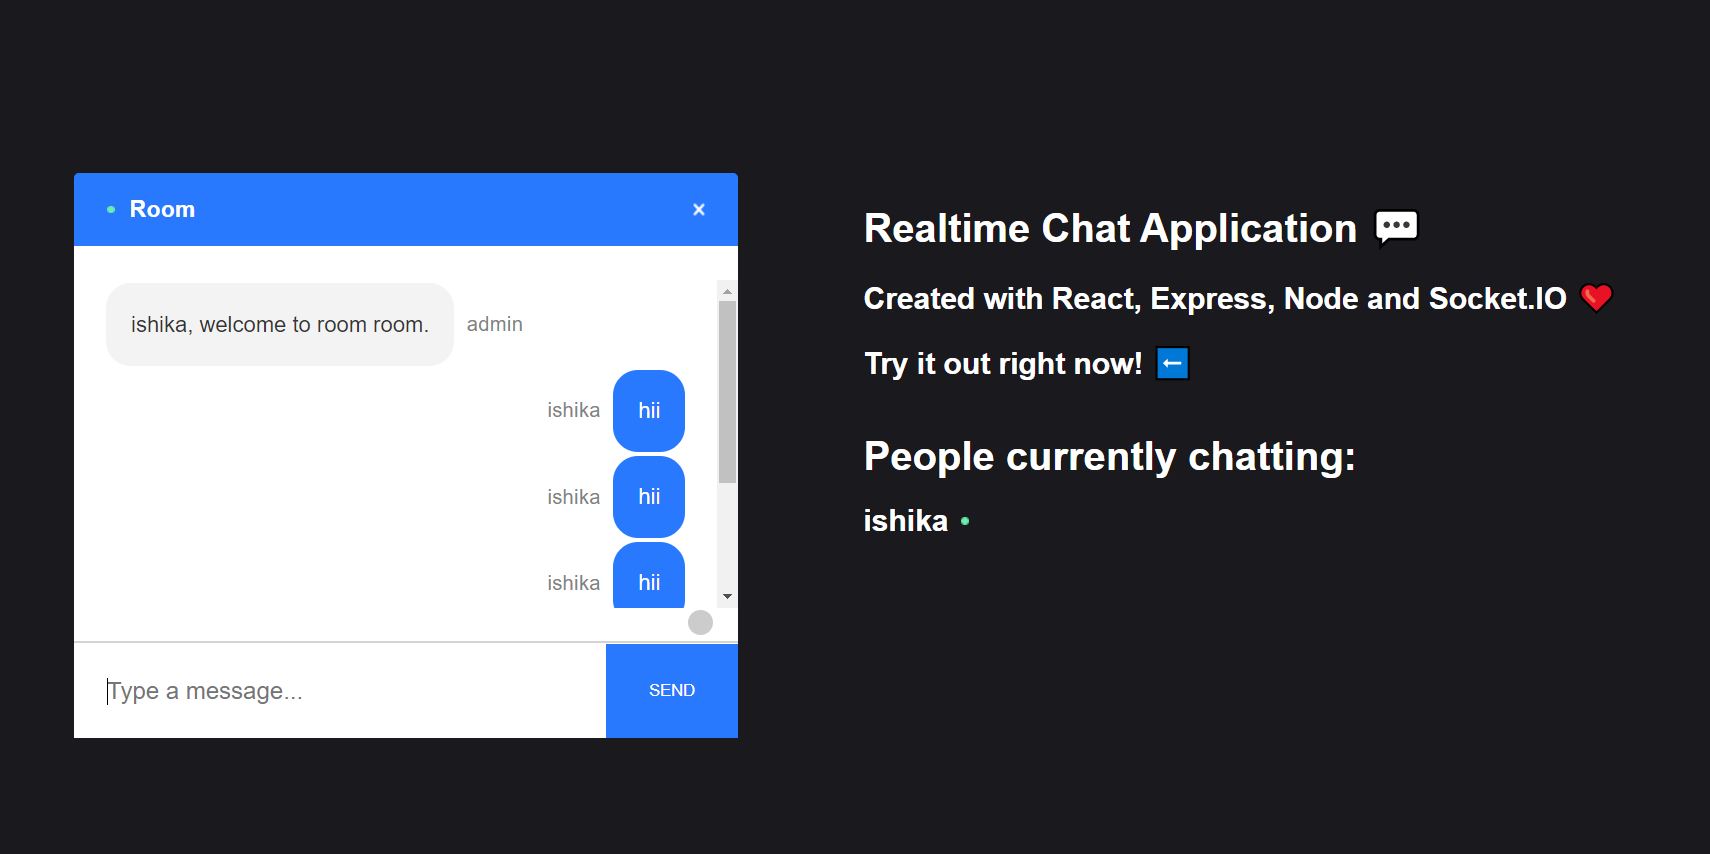 Room
ishika, welcome to room room.
admin
ishika
hii
ishika
hii
ishika
hii
Type a message...
SEND
Realtime Chat Application 💬
Created with React, Express, Node and Socket.IO ❤️
Try it out right now! ⬅️
People currently chatting:
ishika